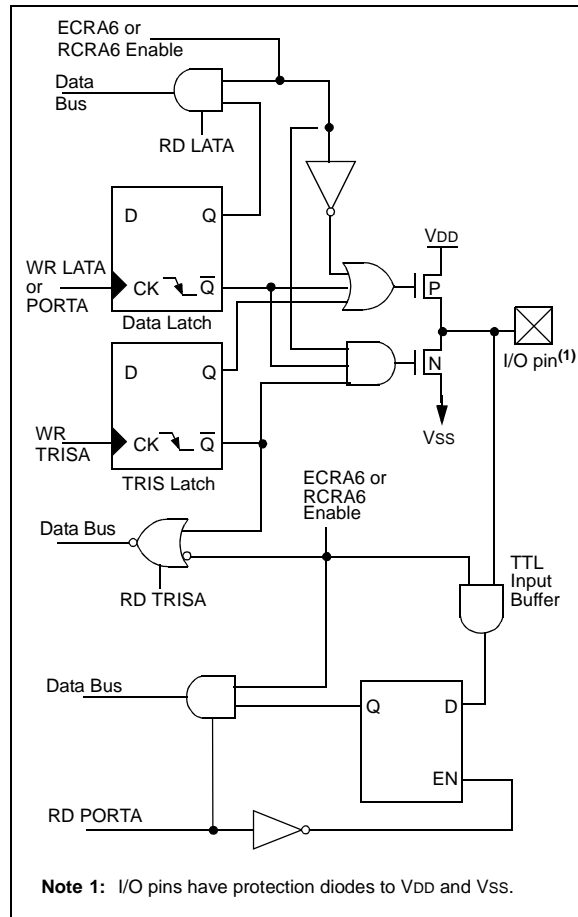 ECRA6 or
RCRA6 Enable
Data
Bus
RD LATA
D Q
VDD
WR LATA
or
PORTA
CK Q̅
P
Data Latch
N
I/O pin(1)
D Q
VSS
WR
TRISA
CK Q̅
TRIS Latch
ECRA6 or
RCRA6
Enable
Data Bus
TTL
Input
Buffer
RD TRISA
Data Bus
Q D
EN
RD PORTA
Note 1: I/O pins have protection diodes to VDD and VSS.